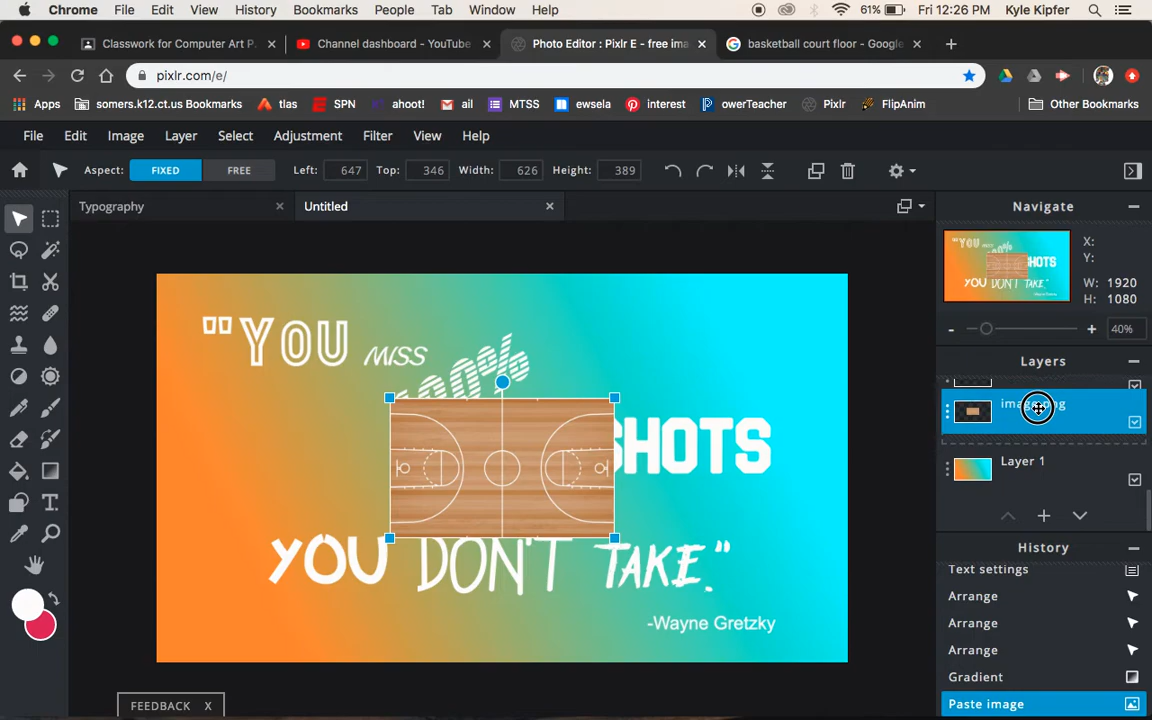 Chrome File Edit View History Bookmarks People Tab Window Help 61% Fri 12:26 PM Kyle Kipfer
Classwork for Computer Art P. Channel dashboard - YouTube Photo Editor : Pixlr E - free ima basketball court floor - Google
pixlr.com/e/
Apps somers.k12.ct.us Bookmarks tlas SPN ahoot! ail MTSS ewsela interest owerTeacher Pixlr FlipAnim Other Bookmarks
File Edit Image Layer Select Adjustment Filter View Help
Aspect: FIXED FREE Left: 647 Top: 346 Width: 626 Height: 389
Typography Untitled
Navigate
X:
Y:
W: 1920
H: 1080
- + 40%
Layers
Layer 1
History
Text settings
Arrange
Arrange
Arrange
Gradient
Paste image
"YOU MISS
100%
SHOTS
YOU DON'T TAKE."
-Wayne Gretzky
FEEDBACK X